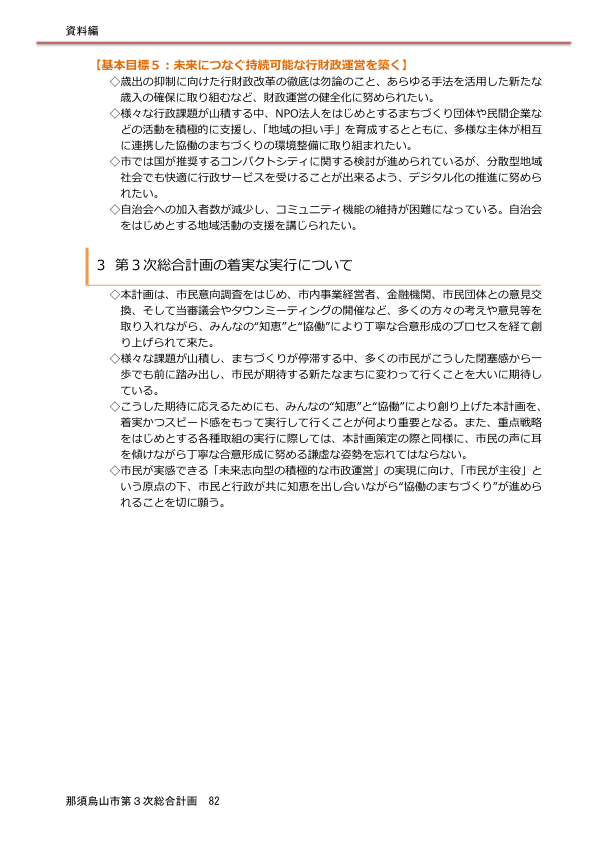 資料編
【基本目標５：未来につなぐ持続可能な行財政運営を築く】
◇歳出の抑制に向けた行財政改革の徹底は勿論のこと、あらゆる手法を活用した新たな
歳入の確保に取り組むなど、財政運営の健全化に努められたい。
◇様々な行政課題が山積する中、NPO法人をはじめとするまちづくり団体や民間企業な
どの活動を積極的に支援し、「地域の担い手」を育成するとともに、多様な主体が相互
に連携した協働のまちづくりの環境整備に取り組まれたい。
◇市では国が推奨するコンパクトシティに関する検討が進められているが、分散型地域
社会でも快適に行政サービスを受けることが出来るよう、デジタル化の推進に努めら
れたい。
◇自治会への加入者数が減少し、コミュニティ機能の維持が困難になっている。自治会
をはじめとする地域活動の支援を講じられたい。
３ 第３次総合計画の着実な実行について
◇本計画は、市民意向調査をはじめ、市内事業経営者、金融機関、市民団体との意見交
換、そして当審議会やタウンミーティングの開催など、多くの方々の考えや意見等を
取り入れながら、みんなの“知恵”と“協働”により丁寧な合意形成のプロセスを経て創
り上げられて来た。
◇様々な課題が山積し、まちづくりが停滞する中、多くの市民がこうした閉塞感から一
歩でも前に踏み出し、市民が期待する新たなまちに変わって行くことを大いに期待し
ている。
◇こうした期待に応えるためにも、みんなの“知恵”と“協働”により創り上げた本計画を、
着実かつスピード感をもって実行して行くことが何より重要となる。また、重点戦略
をはじめとする各種取組の実行に際しては、本計画策定の際と同様に、市民の声に耳
を傾けながら丁寧な合意形成に努める謙虚な姿勢を忘れてはならない。
◇市民が実感できる「未来志向型の積極的な市政運営」の実現に向け、「市民が主役」と
いう原点の下、市民と行政が共に知恵を出し合いながら“協働のまちづくり”が進めら
れることを切に願う。
那須烏山市第３次総合計画 82